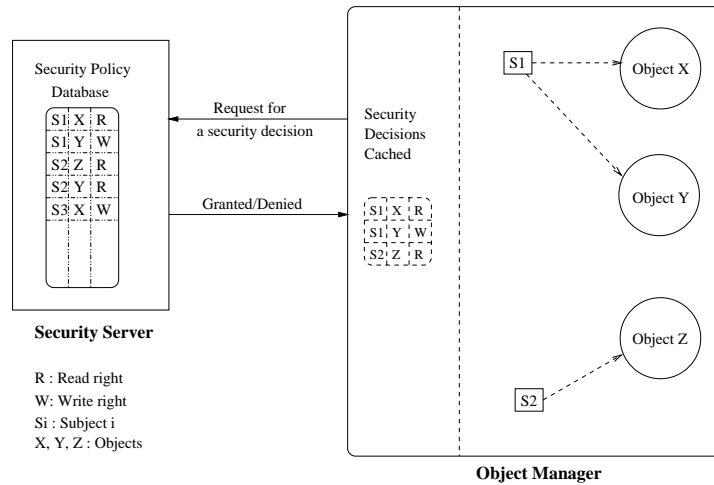 Security Policy
Database
S1 X R
S1 Y W
S2 Z R
S2 Y R
S3 X W
Security Server
R : Read right
W: Write right
Si : Subject i
X, Y, Z : Objects
Request for
a security decision
Granted/Denied
Security
Decisions
Cached
S1 X R
S1 Y W
S2 Z R
S1
Object X
Object Y
Object Z
S2
Object Manager